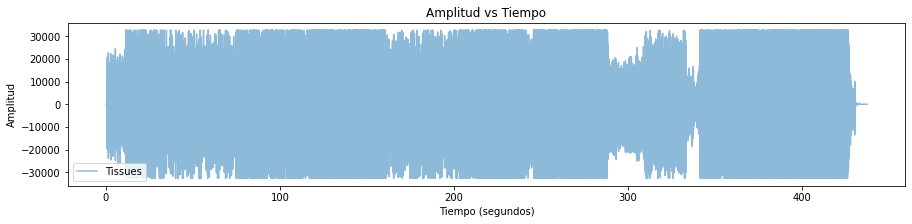 Amplitud vs Tiempo
Amplitud
30000
20000
10000
0
−10000
−20000
−30000
Tissues
0 100 200 300 400
Tiempo (segundos)